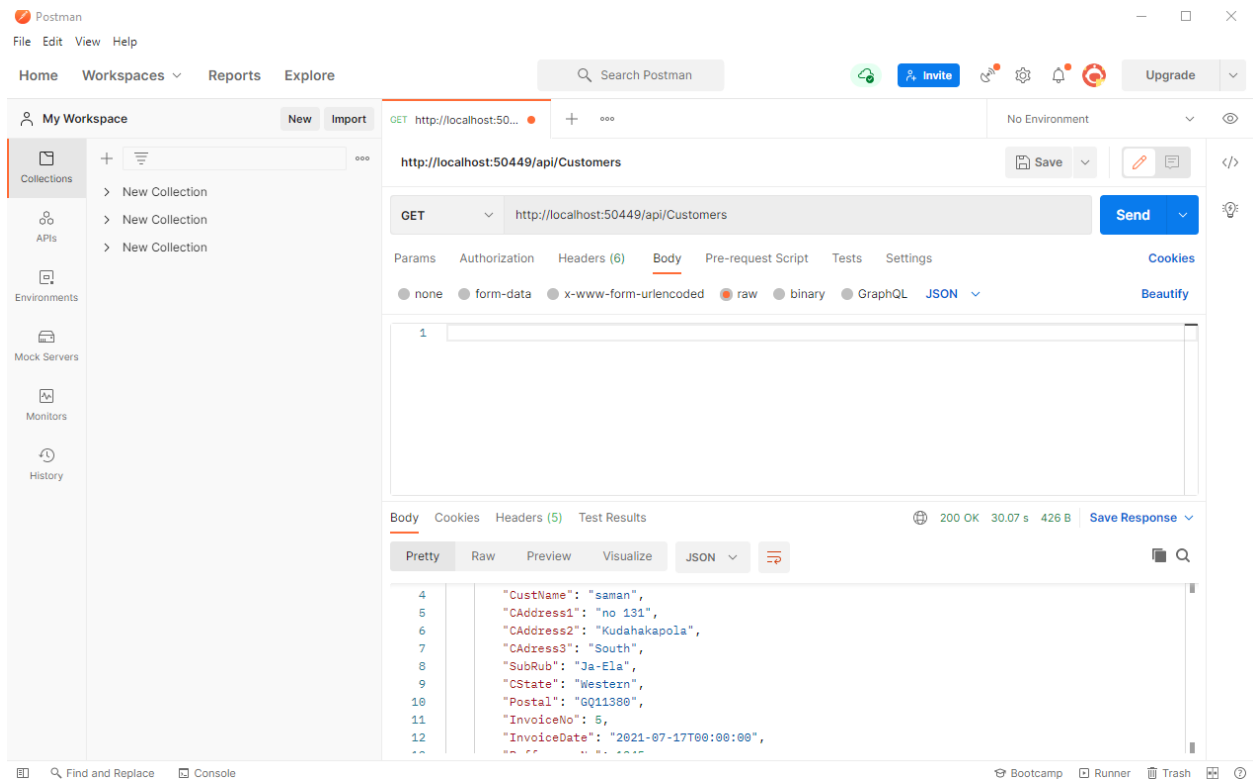 Postman
File Edit View Help
Home Workspaces Reports Explore
Search Postman
Invite
Upgrade
My Workspace
New Import
GET http://localhost:50...
No Environment
Collections
APIs
Environments
Mock Servers
Monitors
History
New Collection
New Collection
New Collection
http://localhost:50449/api/Customers
Save
GET http://localhost:50449/api/Customers
Send
Params Authorization Headers (6) Body Pre-request Script Tests Settings Cookies
none form-data x-www-form-urlencoded raw binary GraphQL JSON Beautify
1
Body Cookies Headers (5) Test Results 200 OK 30.07 s 426 B Save Response
Pretty Raw Preview Visualize JSON
4 "CustName": "saman",
5 "CAddress1": "no 131",
6 "CAddress2": "Kudahakapola",
7 "CAdress3": "South",
8 "SubRub": "Ja-Ela",
9 "CState": "Western",
10 "Postal": "GQ11380",
11 "InvoiceNo": 5,
12 "InvoiceDate": "2021-07-17T00:00:00",
Find and Replace Console Bootcamp Runner Trash